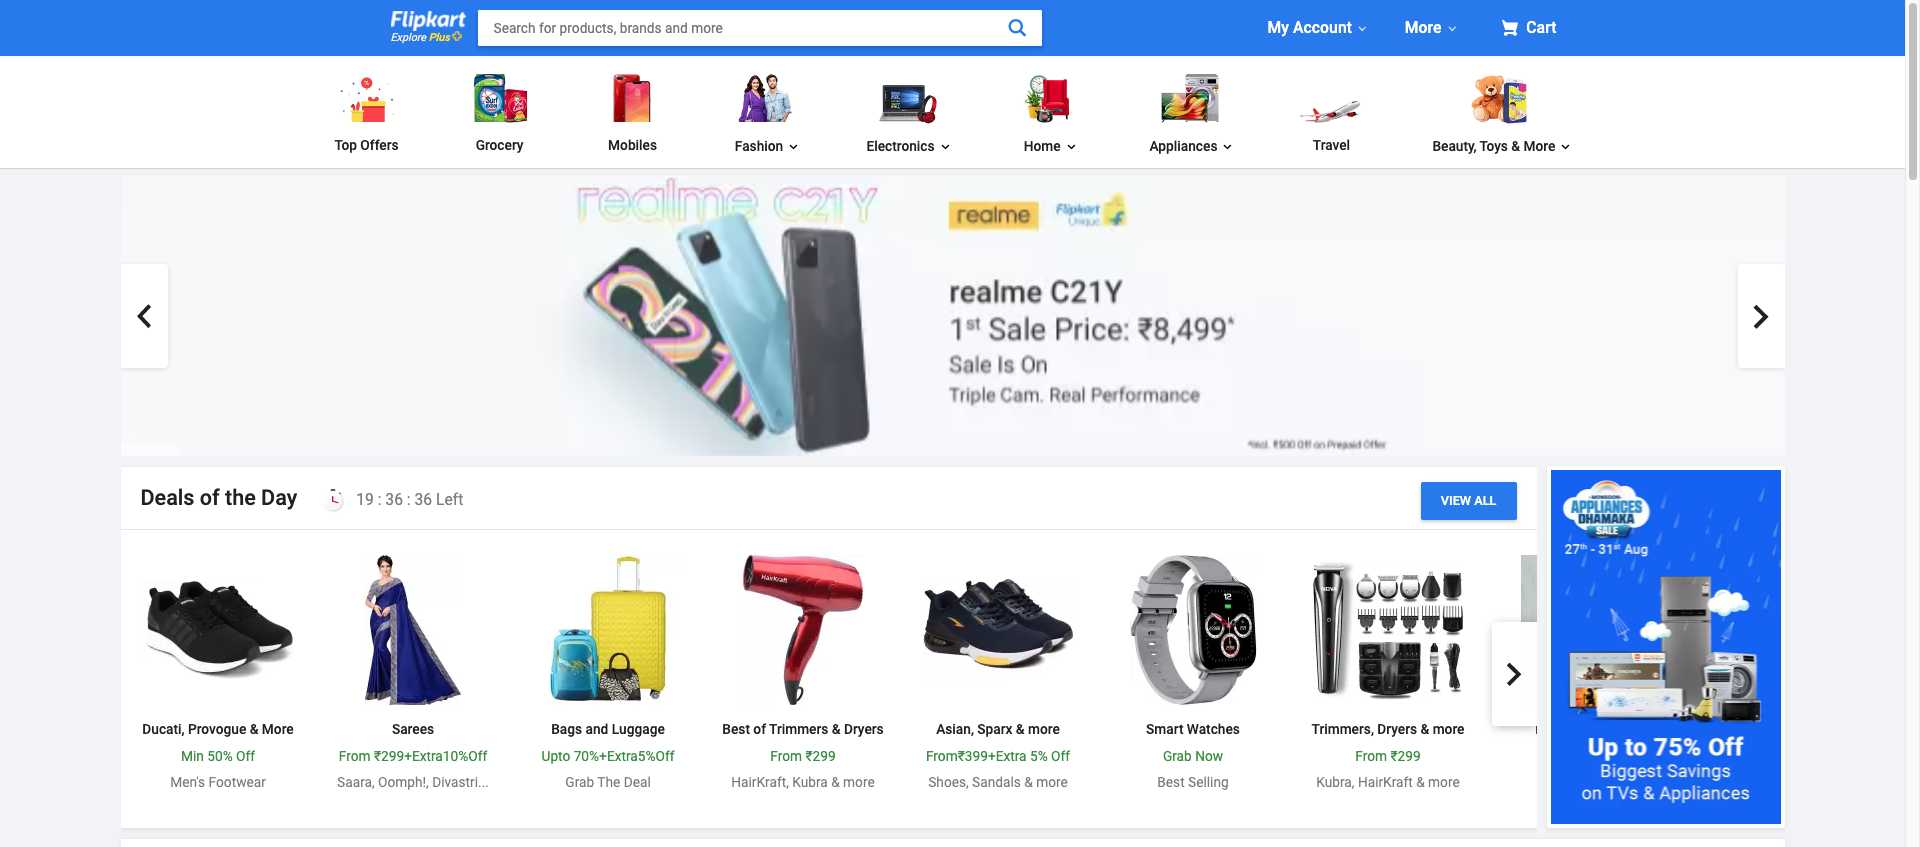 Flipkart
Explore Plus
Search for products, brands and more
My Account
More
Cart
Top Offers
Grocery
Mobiles
Fashion
Electronics
Home
Appliances
Travel
Beauty, Toys & More
realme C21Y
realme
Flipkart
Unique
realme C21Y
1st Sale Price: ₹8,499*
Sale Is On
Triple Cam. Real Performance
*Incl. ₹500 Off on Prepaid Offer
Deals of the Day
19 : 36 : 36 Left
VIEW ALL
Ducati, Provogue & More
Min 50% Off
Men's Footwear
Sarees
From ₹299+Extra10%Off
Saara, Oomph!, Divastri...
Bags and Luggage
Upto 70%+Extra5%Off
Grab The Deal
HairKraft
Best of Trimmers & Dryers
From ₹299
HairKraft, Kubra & more
Asian, Sparx & more
From₹399+Extra 5% Off
Shoes, Sandals & more
12
Smart Watches
Grab Now
Best Selling
NOVA
Trimmers, Dryers & more
From ₹299
Kubra, HairKraft & more
MONSOON
APPLIANCES
DHAMAKA
SALE
27th - 31st Aug
Up to 75% Off
Biggest Savings
on TVs & Appliances